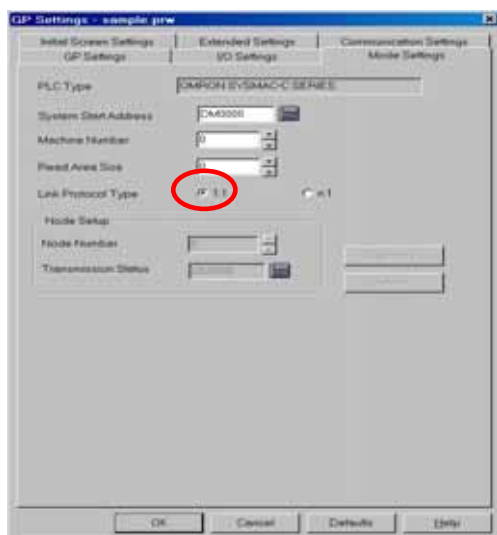 GP Settings - sample.prw
Initial Screen Settings Extended Settings Communication Settings
GP Settings I/O Settings Mode Settings
PLC Type OMRON SYSMAC-C SERIES
System Start Address DM0000
Machine Number 0
Read Area Size 0
Link Protocol Type 1:1 n:1
Node Setup
Node Number
Transmission Status
OK Cancel Defaults Help